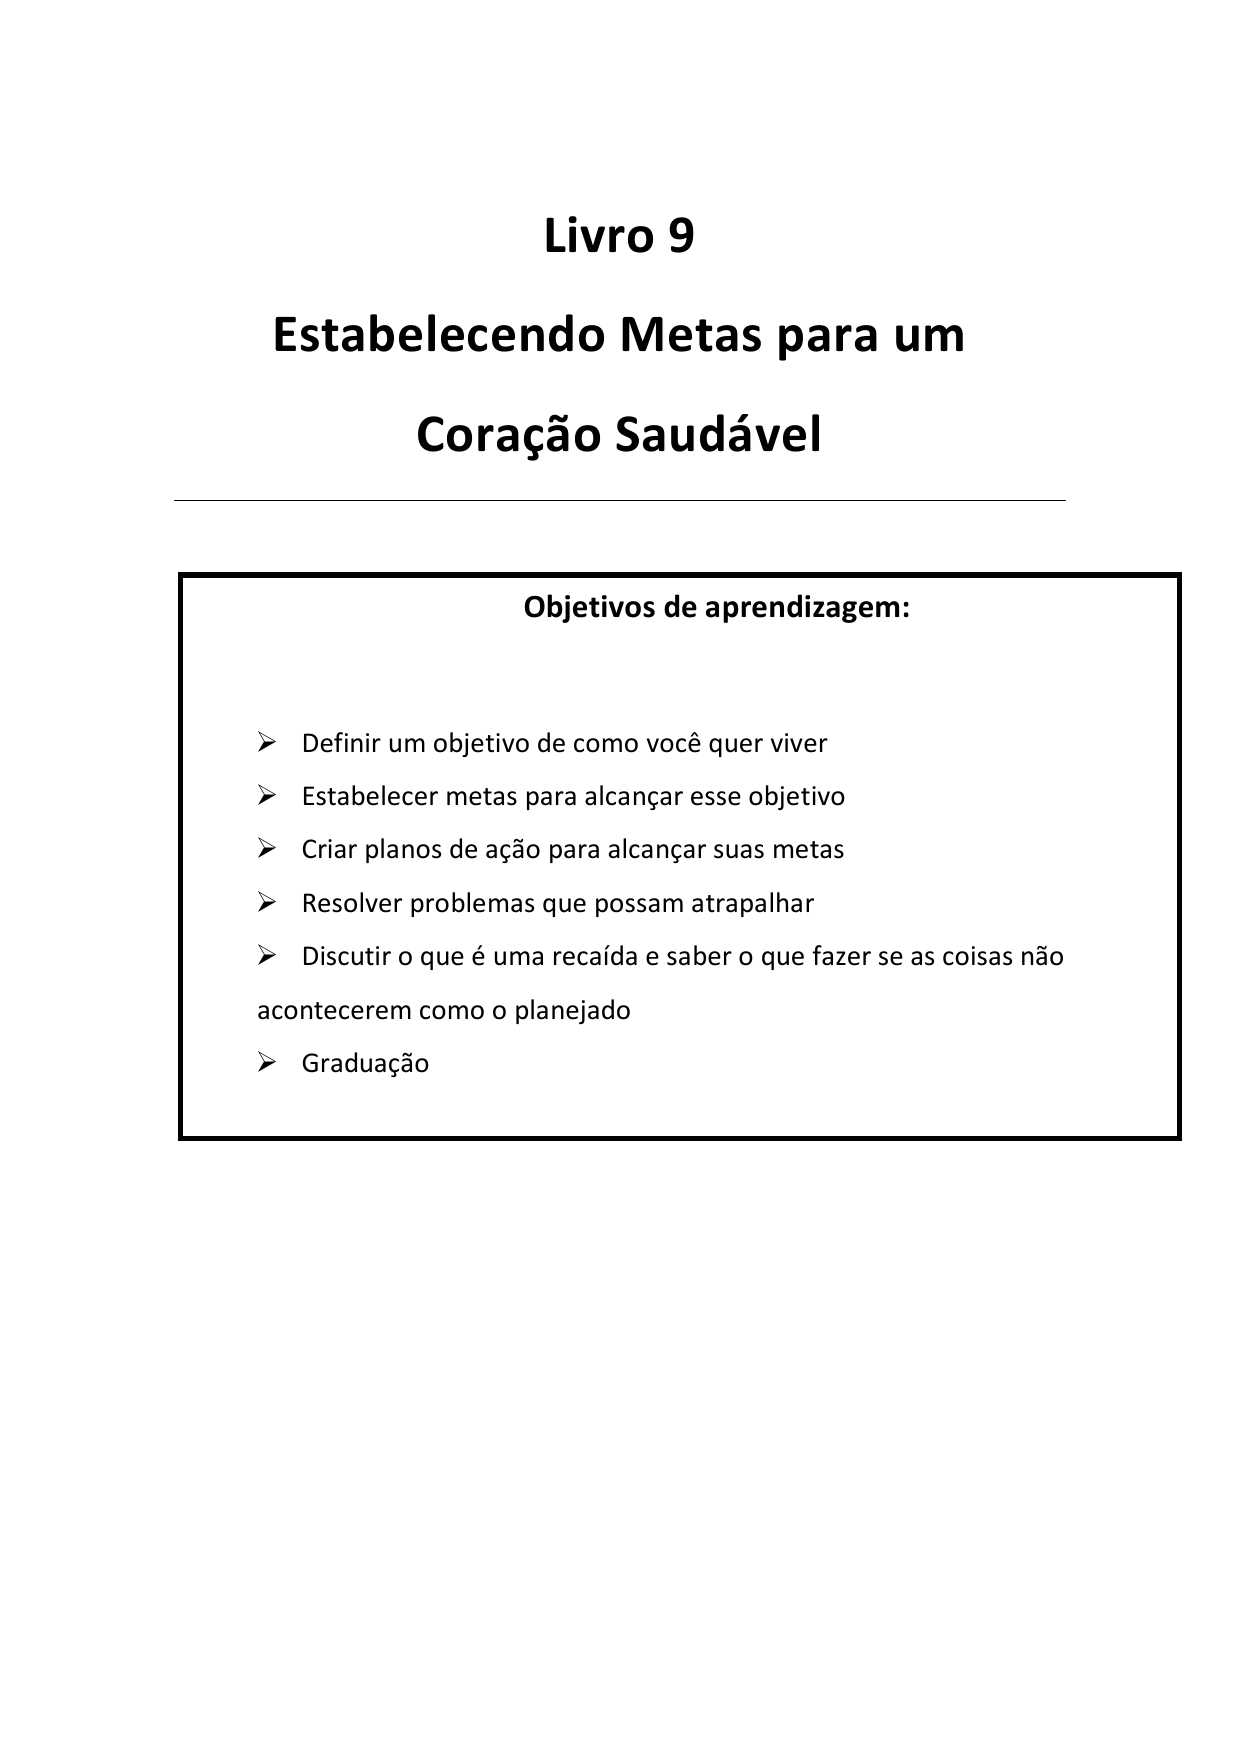 Livro 9
Estabelecendo Metas para um
Coração Saudável
Objetivos de aprendizagem:
➢ Definir um objetivo de como você quer viver
➢ Estabelecer metas para alcançar esse objetivo
➢ Criar planos de ação para alcançar suas metas
➢ Resolver problemas que possam atrapalhar
➢ Discutir o que é uma recaída e saber o que fazer se as coisas não
acontecerem como o planejado
➢ Graduação